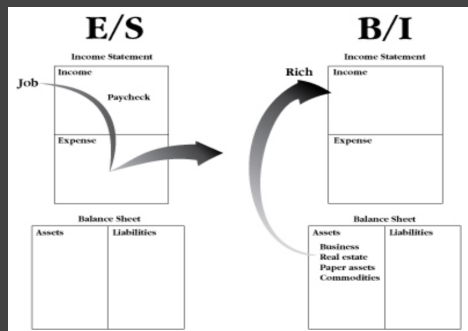 E/S
Income Statement
Income
Job
Paycheck
Expense
Balance Sheet
Assets
Liabilities
B/I
Income Statement
Rich
Income
Expense
Balance Sheet
Assets
Liabilities
Business
Real estate
Paper assets
Commodities